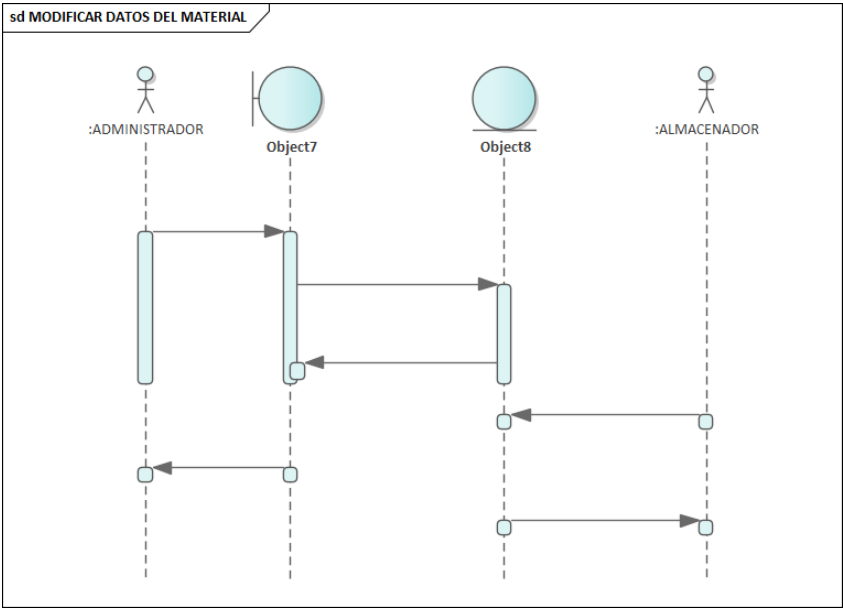 sd MODIFICAR DATOS DEL MATERIAL
:ADMINISTRADOR
Object7
Object8
:ALMACENADOR